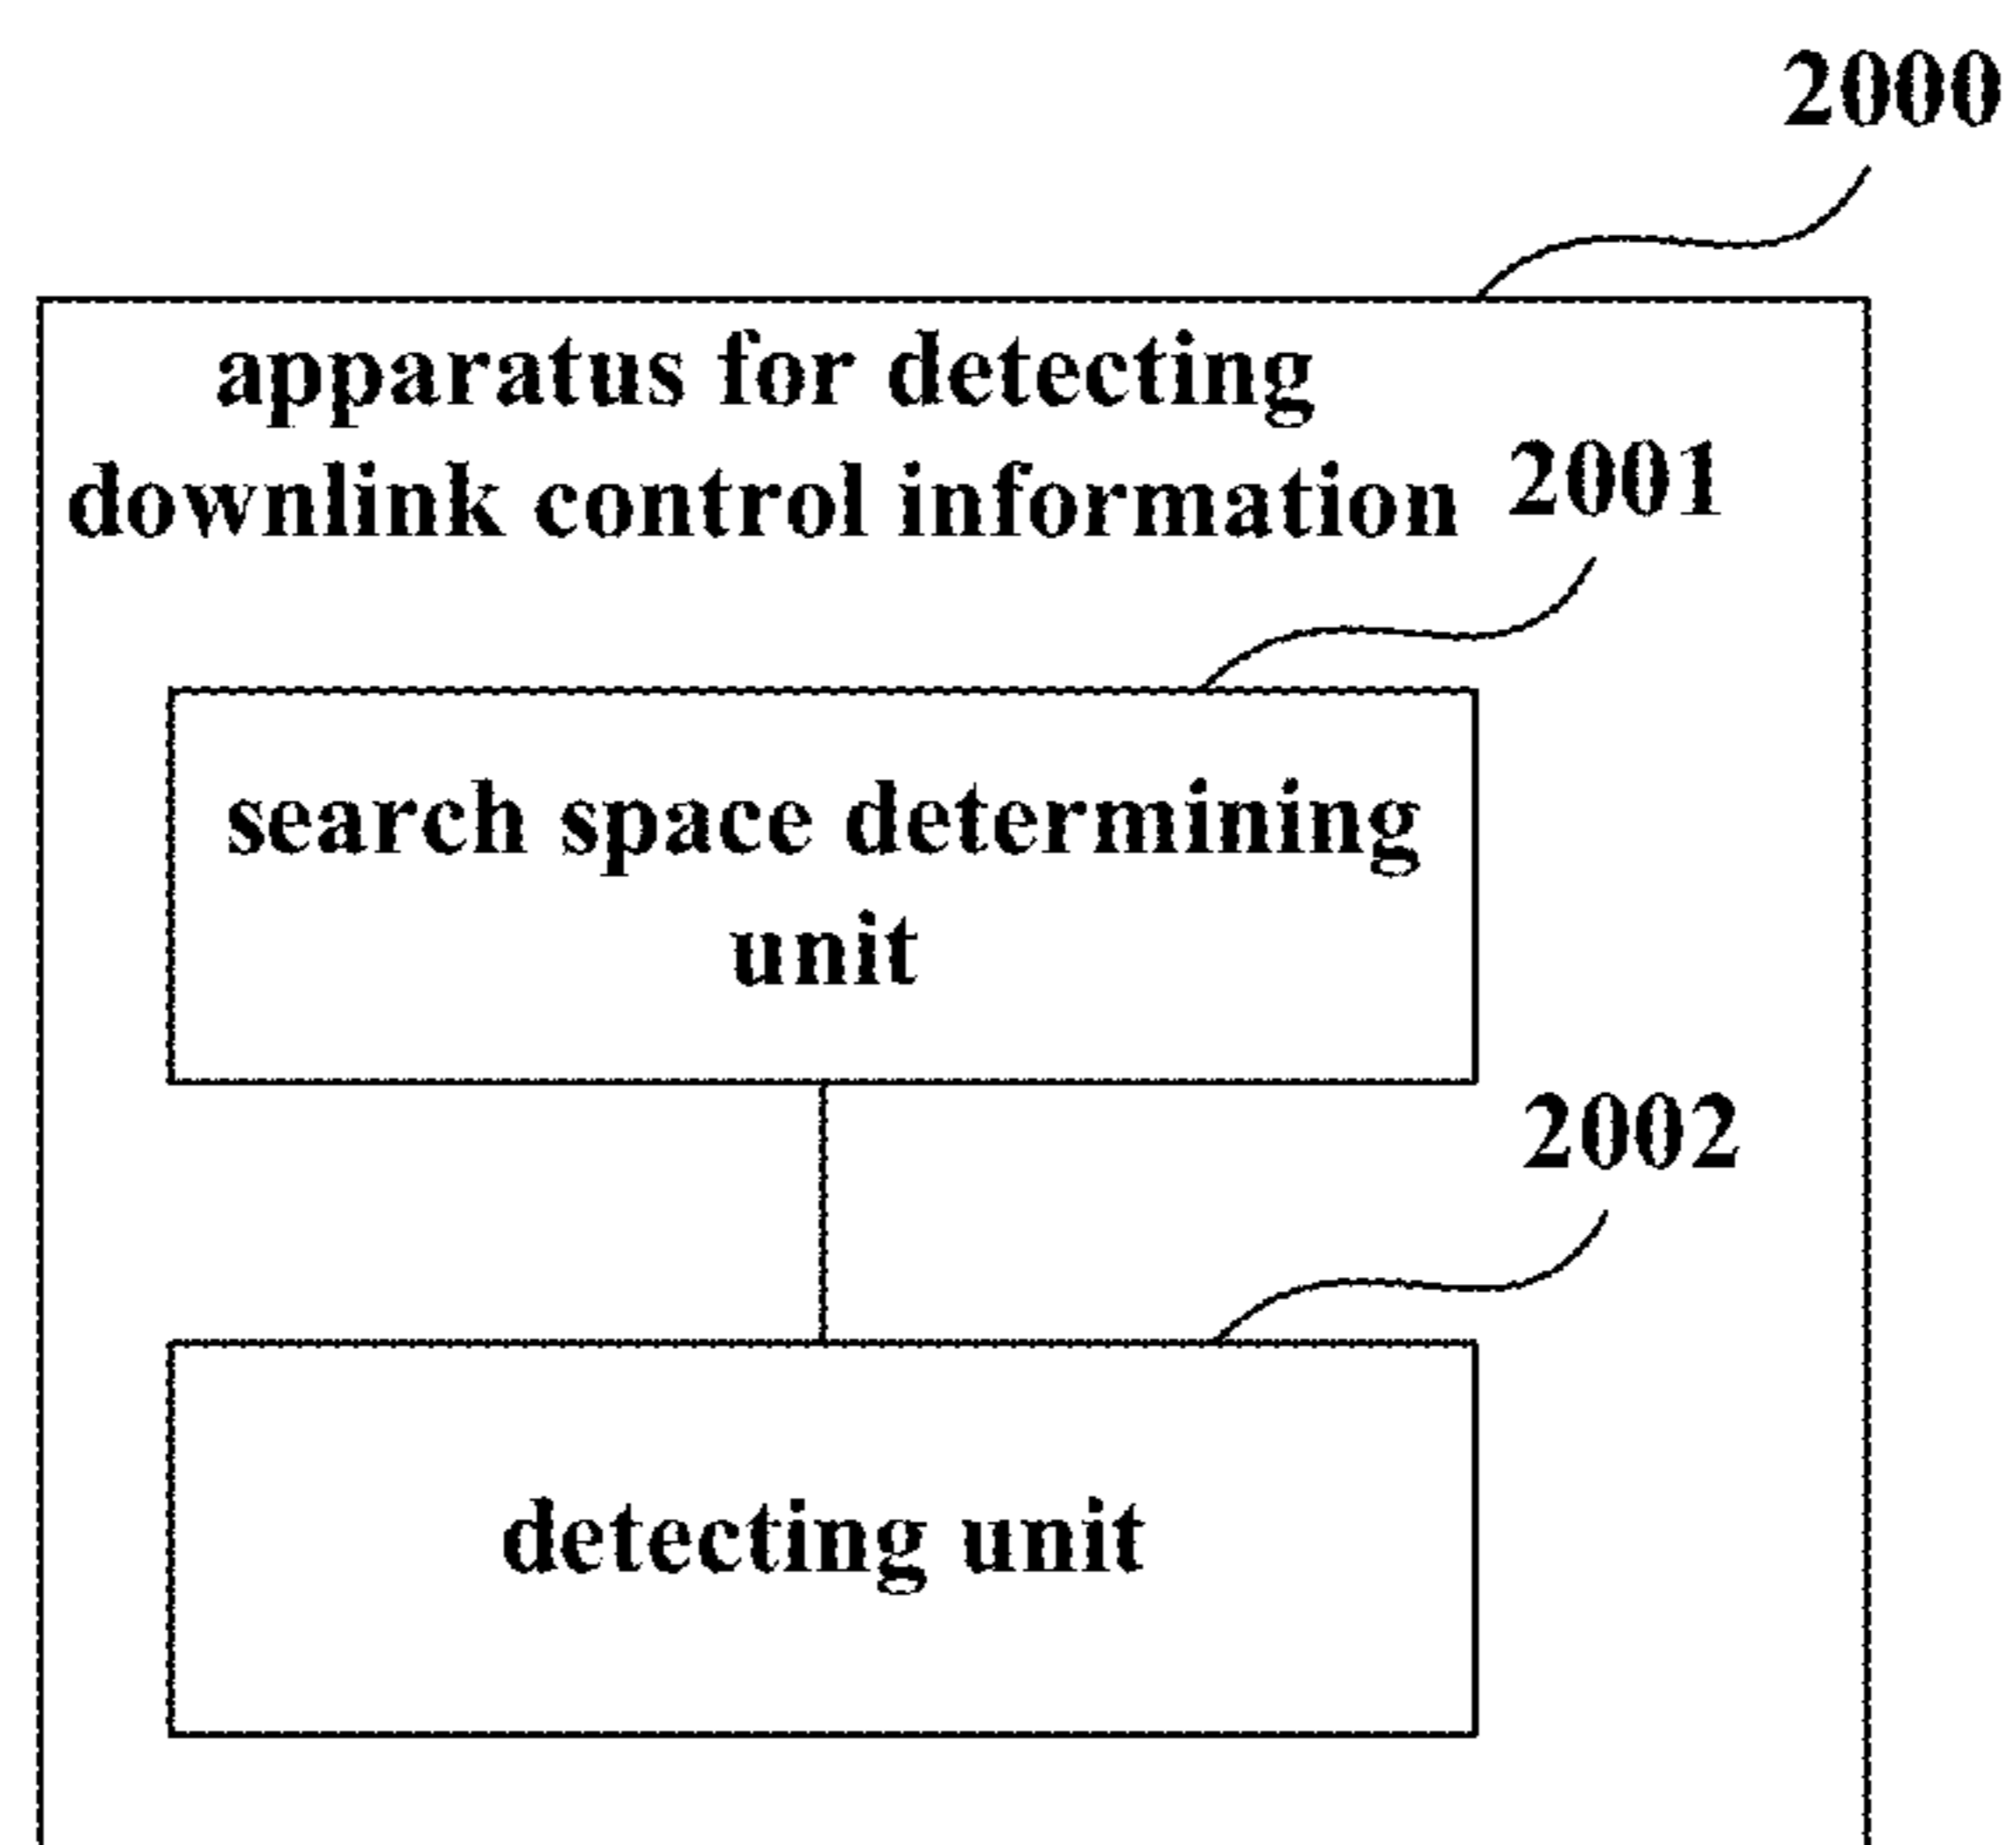 2000
apparatus for detecting
downlink control information
2001
search space determining
unit
2002
detecting unit